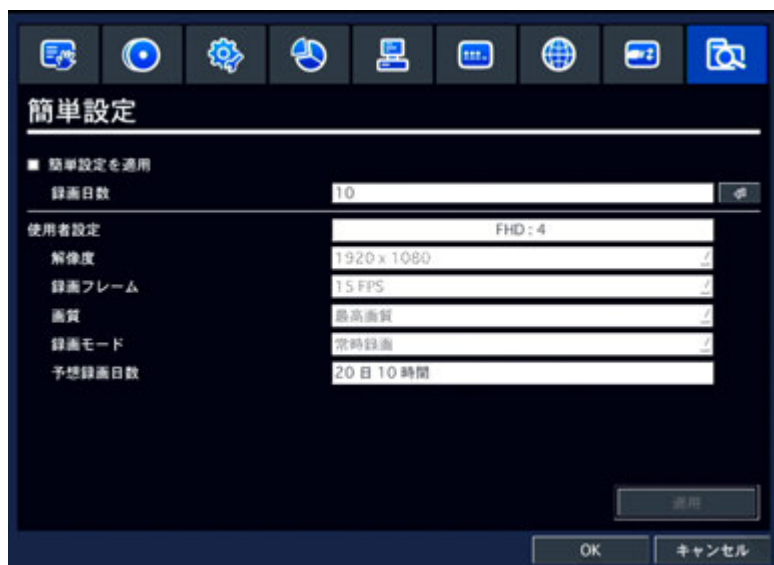 簡単設定
簡単設定を適用
録画日数 10
使用者設定 FHD : 4
解像度 1920 x 1080
録画フレーム 15 FPS
画質 最高画質
録画モード 常時録画
予想録画日数 20 日 10 時間
適用
OK キャンセル